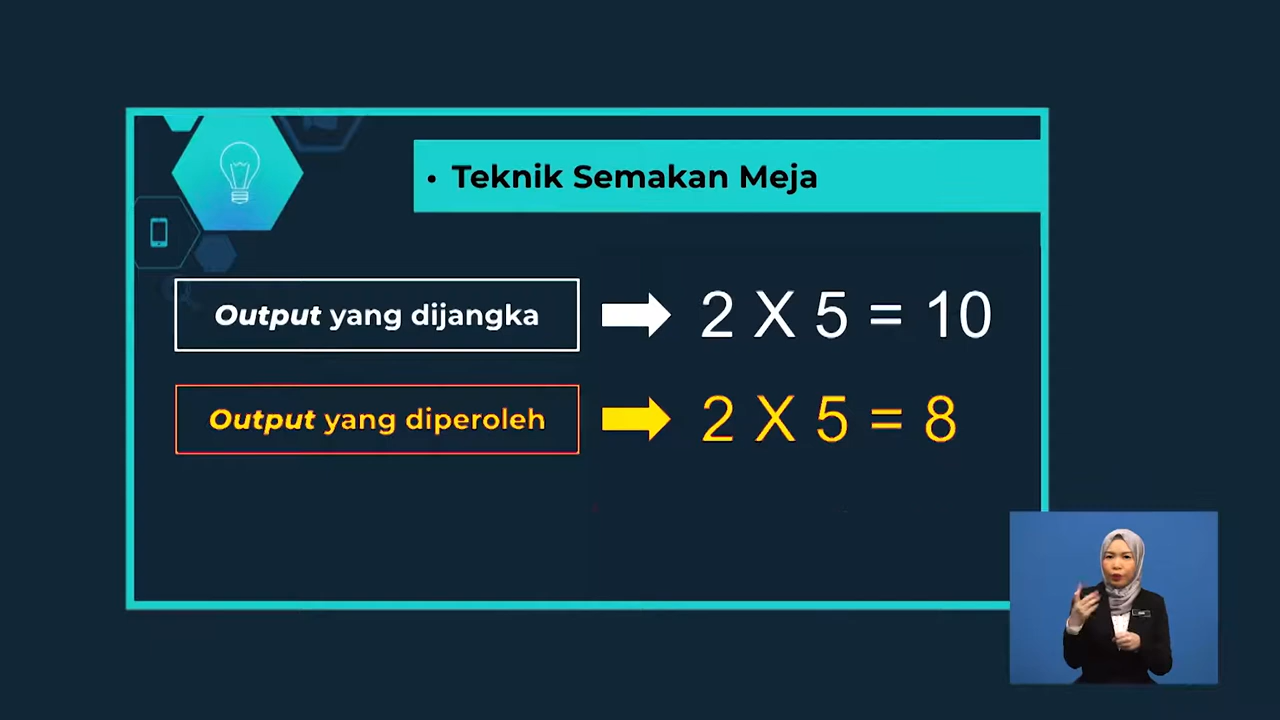 • Teknik Semakan Meja
Output yang dijangka
2 X 5 = 10
Output yang diperoleh
2 X 5 = 8